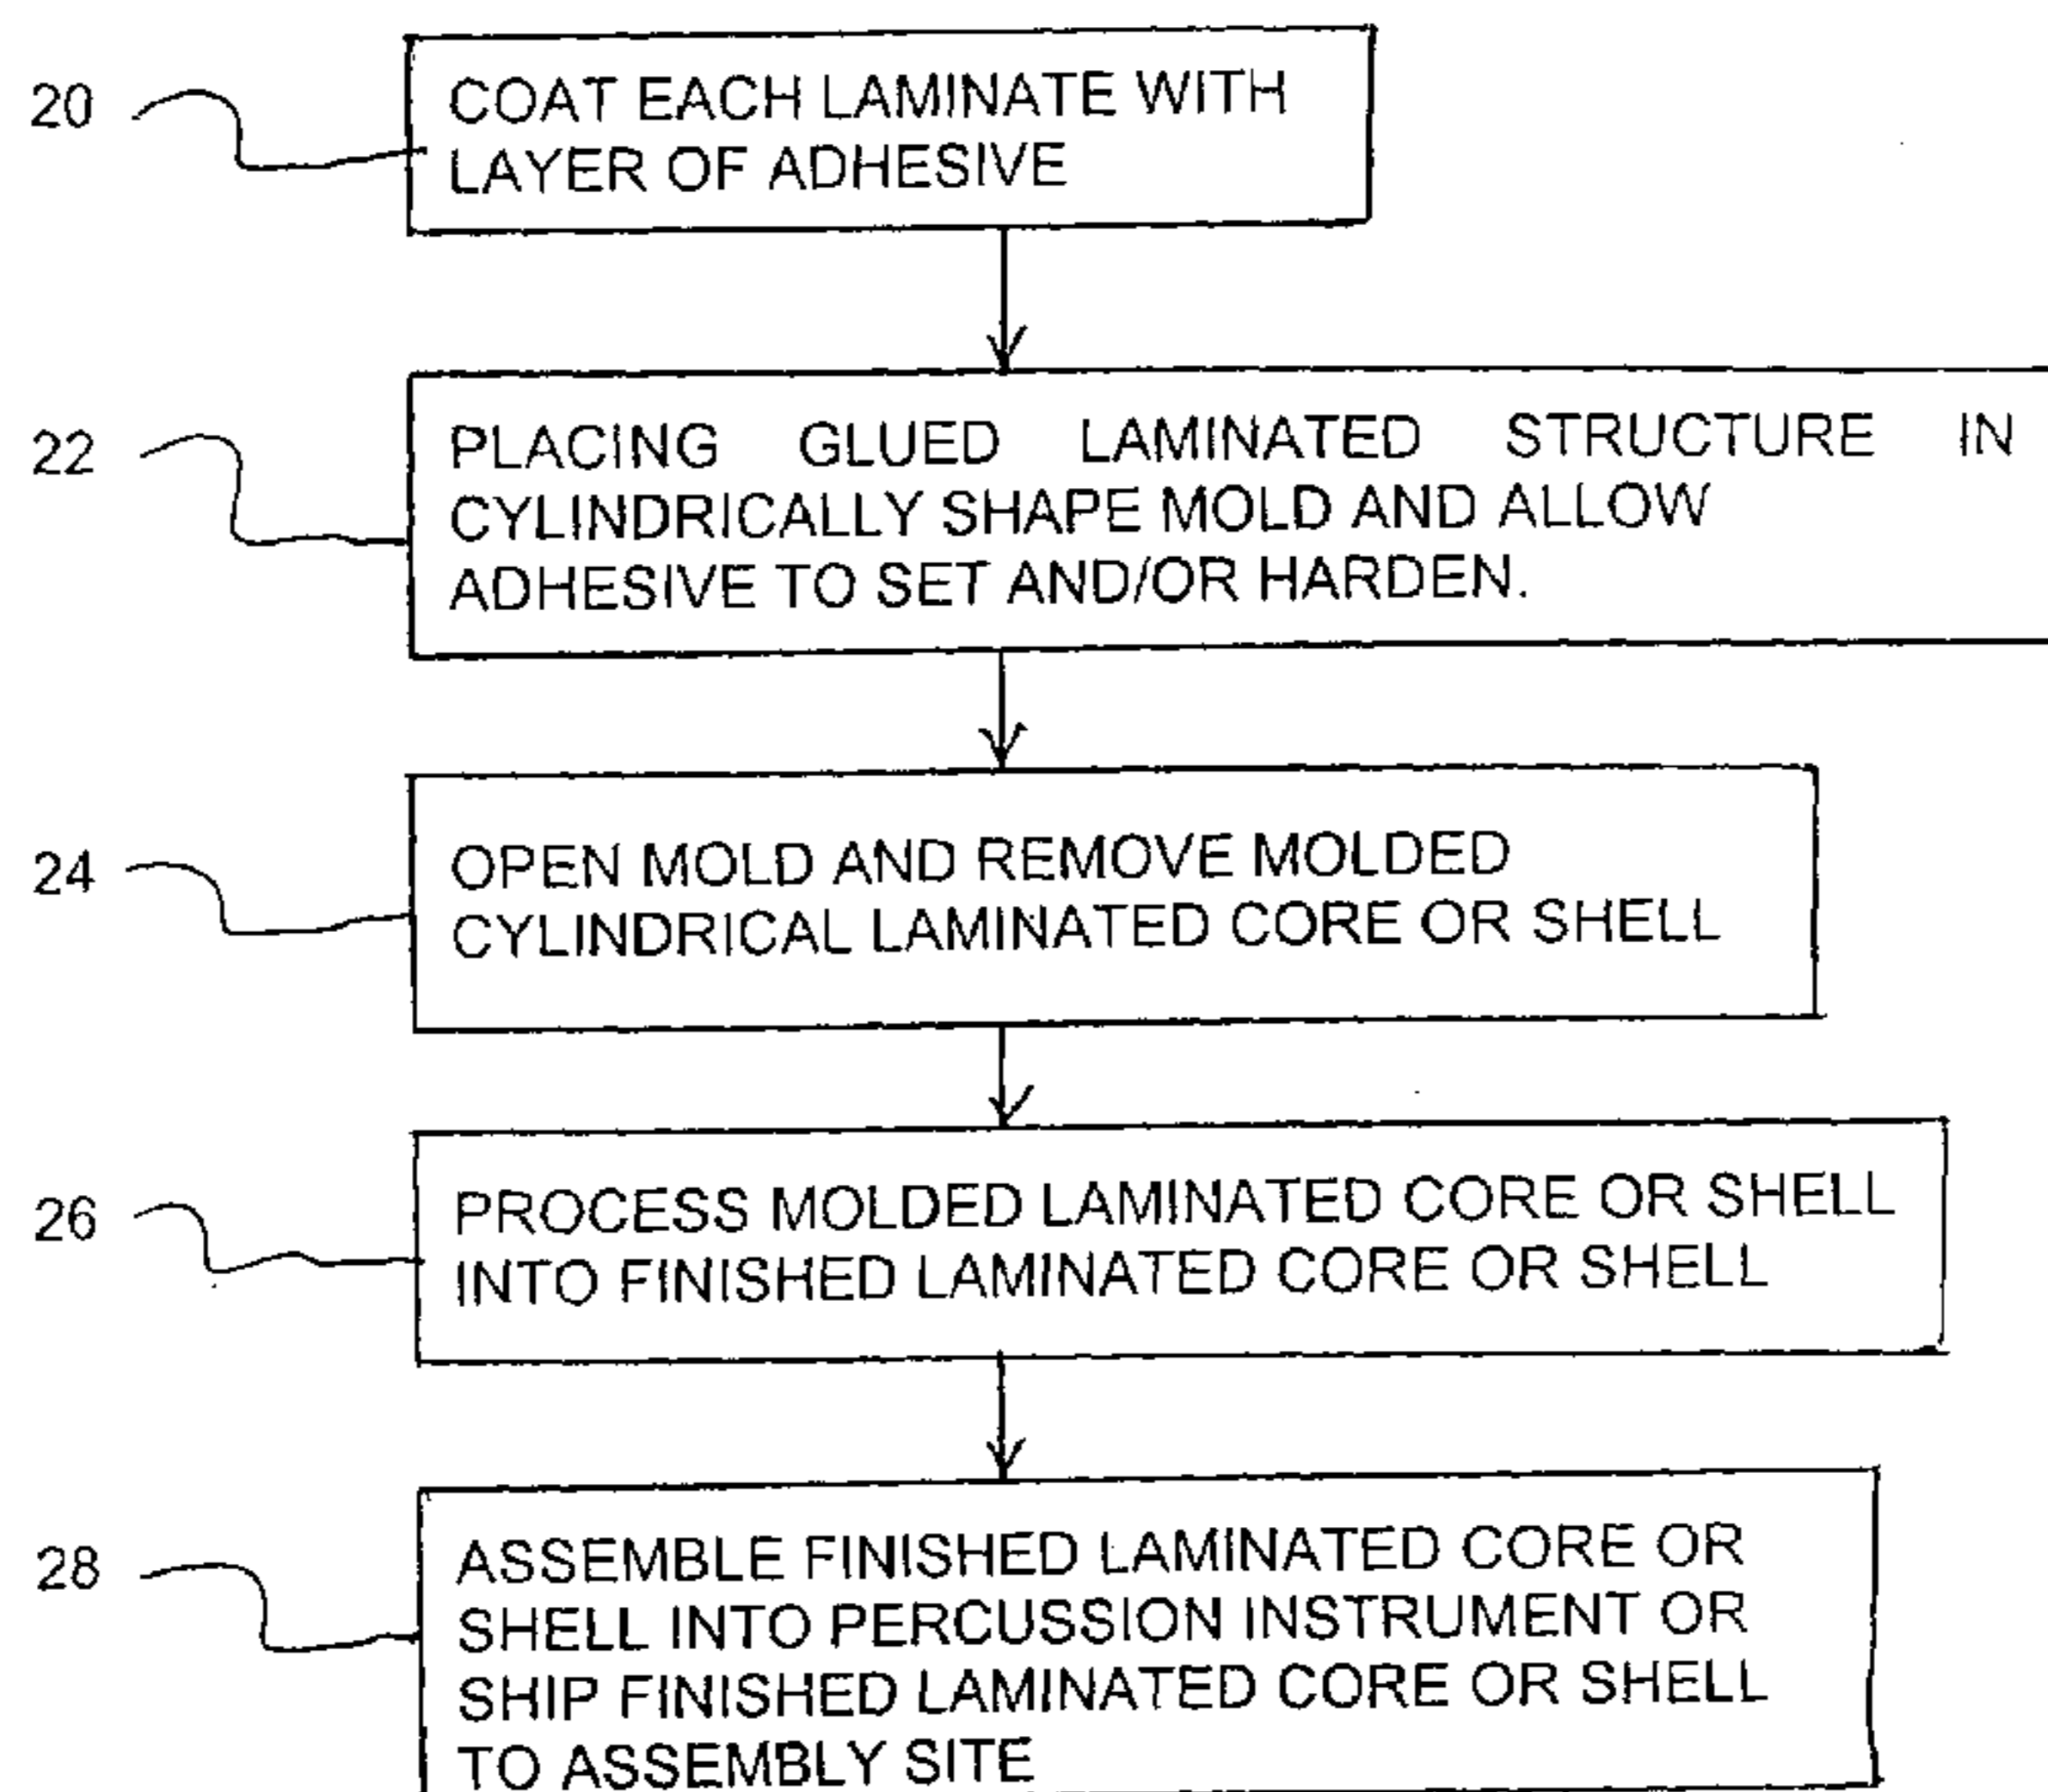 20
COAT EACH LAMINATE WITH
LAYER OF ADHESIVE
22
PLACING GLUED LAMINATED STRUCTURE IN
CYLINDRICALLY SHAPE MOLD AND ALLOW
ADHESIVE TO SET AND/OR HARDEN.
24
OPEN MOLD AND REMOVE MOLDED
CYLINDRICAL LAMINATED CORE OR SHELL
26
PROCESS MOLDED LAMINATED CORE OR SHELL
INTO FINISHED LAMINATED CORE OR SHELL
28
ASSEMBLE FINISHED LAMINATED CORE OR
SHELL INTO PERCUSSION INSTRUMENT OR
SHIP FINISHED LAMINATED CORE OR SHELL
TO ASSEMBLY SITE